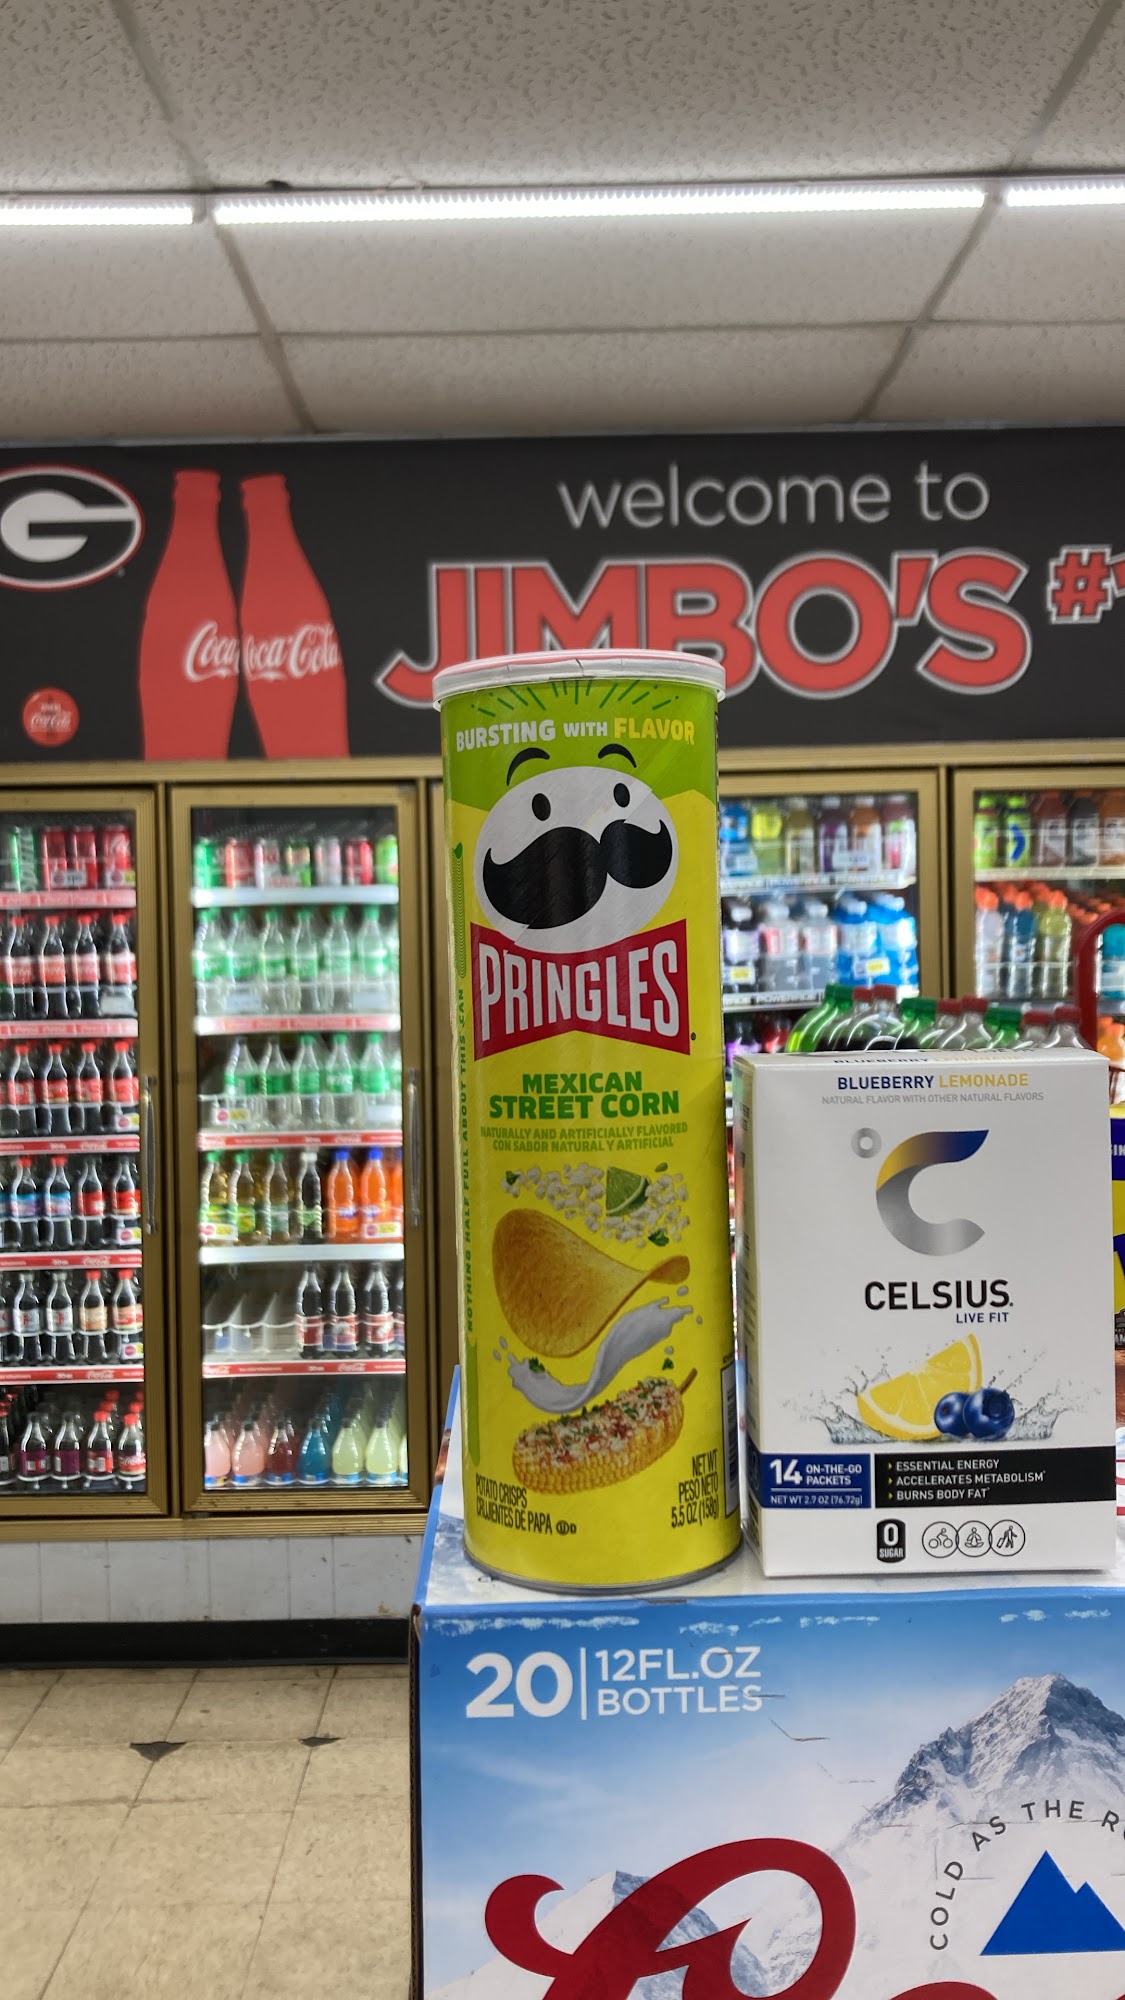 welcome to
JIMBO'S #
G
Coca
Coca-Cola
BURSTING WITH FLAVOR
PRINGLES
MEXICAN
STREET CORN
NATURALLY AND ARTIFICIALLY FLAVORED
CON SABOR NATURAL Y ARTIFICIAL
NOTHING HALF FULL ABOUT THIS CAN
POTATO CRISPS
CRUJIENTES DE PAPA
NET WT
PESO NETO
5.5 OZ (158g)
BLUEBERRY LEMONADE
NATURAL FLAVOR WITH OTHER NATURAL FLAVORS
CELSIUS.
LIVE FIT
14 ON-THE-GO
PACKETS
NET WT 2.7 OZ (76.72g)
ESSENTIAL ENERGY
ACCELERATES METABOLISM*
BURNS BODY FAT*
0
SUGAR
20 12FL.OZ
BOTTLES
COLD AS THE